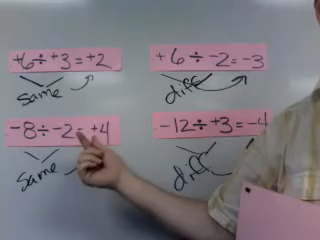 +6 ÷ +3 = +2
same
+6 ÷ -2 = -3
diff
-8 ÷ -2 = +4
same
-12 ÷ +3 = -4
diff